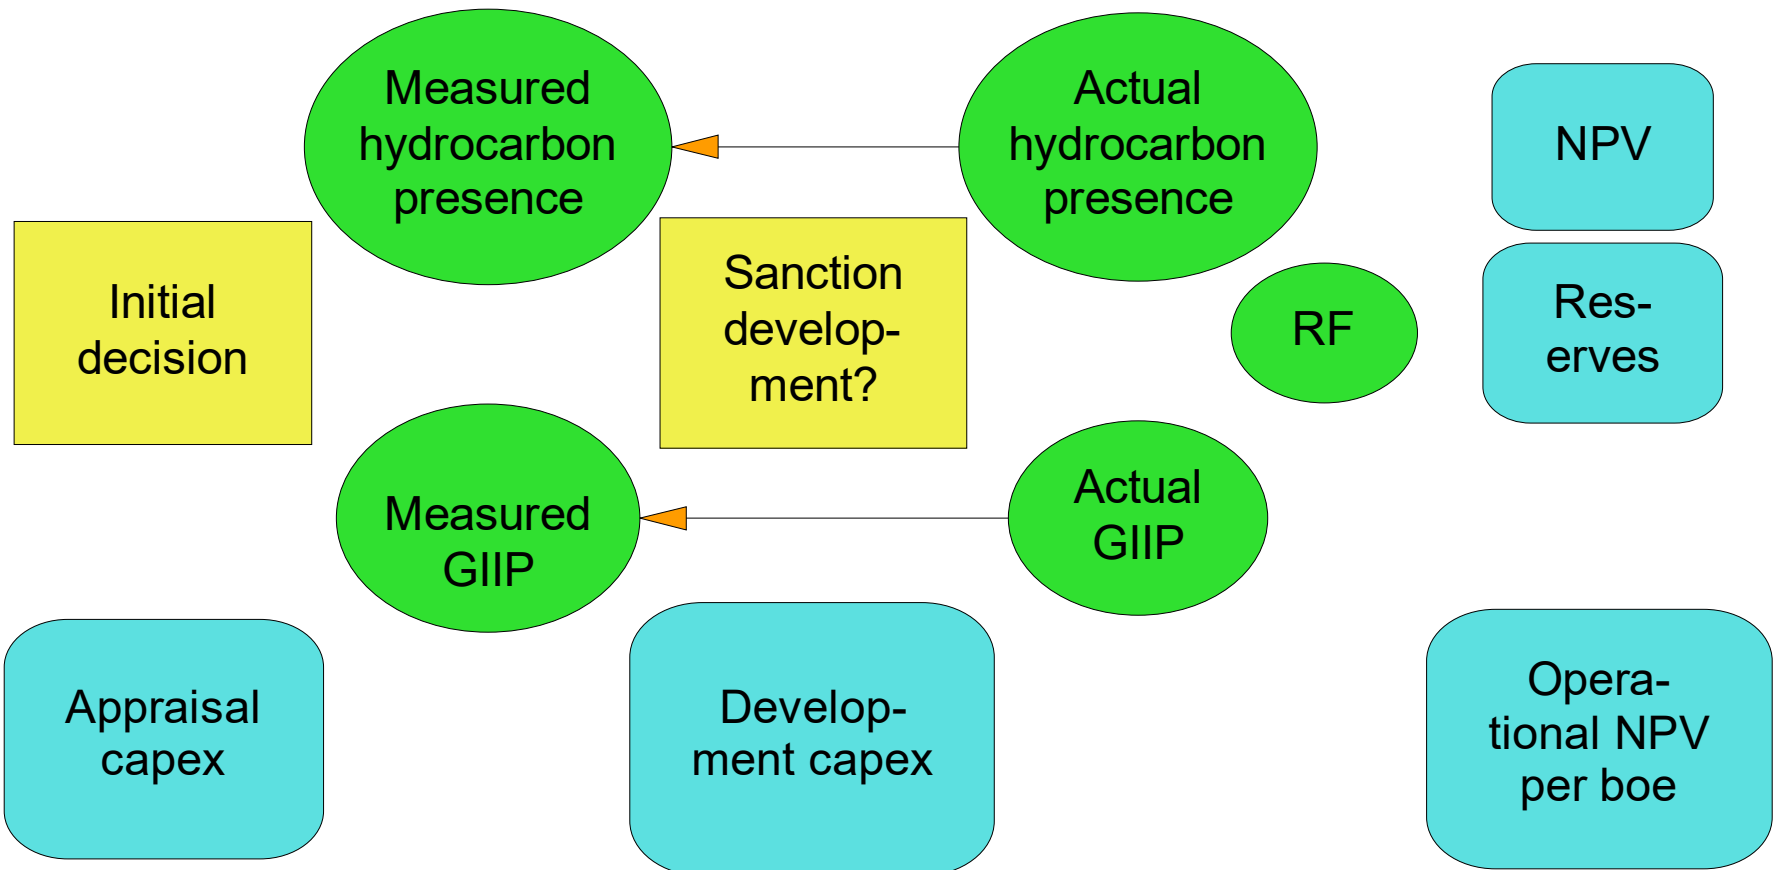 Measured
hydrocarbon
presence
Actual
hydrocarbon
presence
NPV
Initial
decision
Sanction
develop-
ment?
RF
Res-
erves
Measured
GIIP
Actual
GIIP
Appraisal
capex
Develop-
ment capex
Opera-
tional NPV
per boe